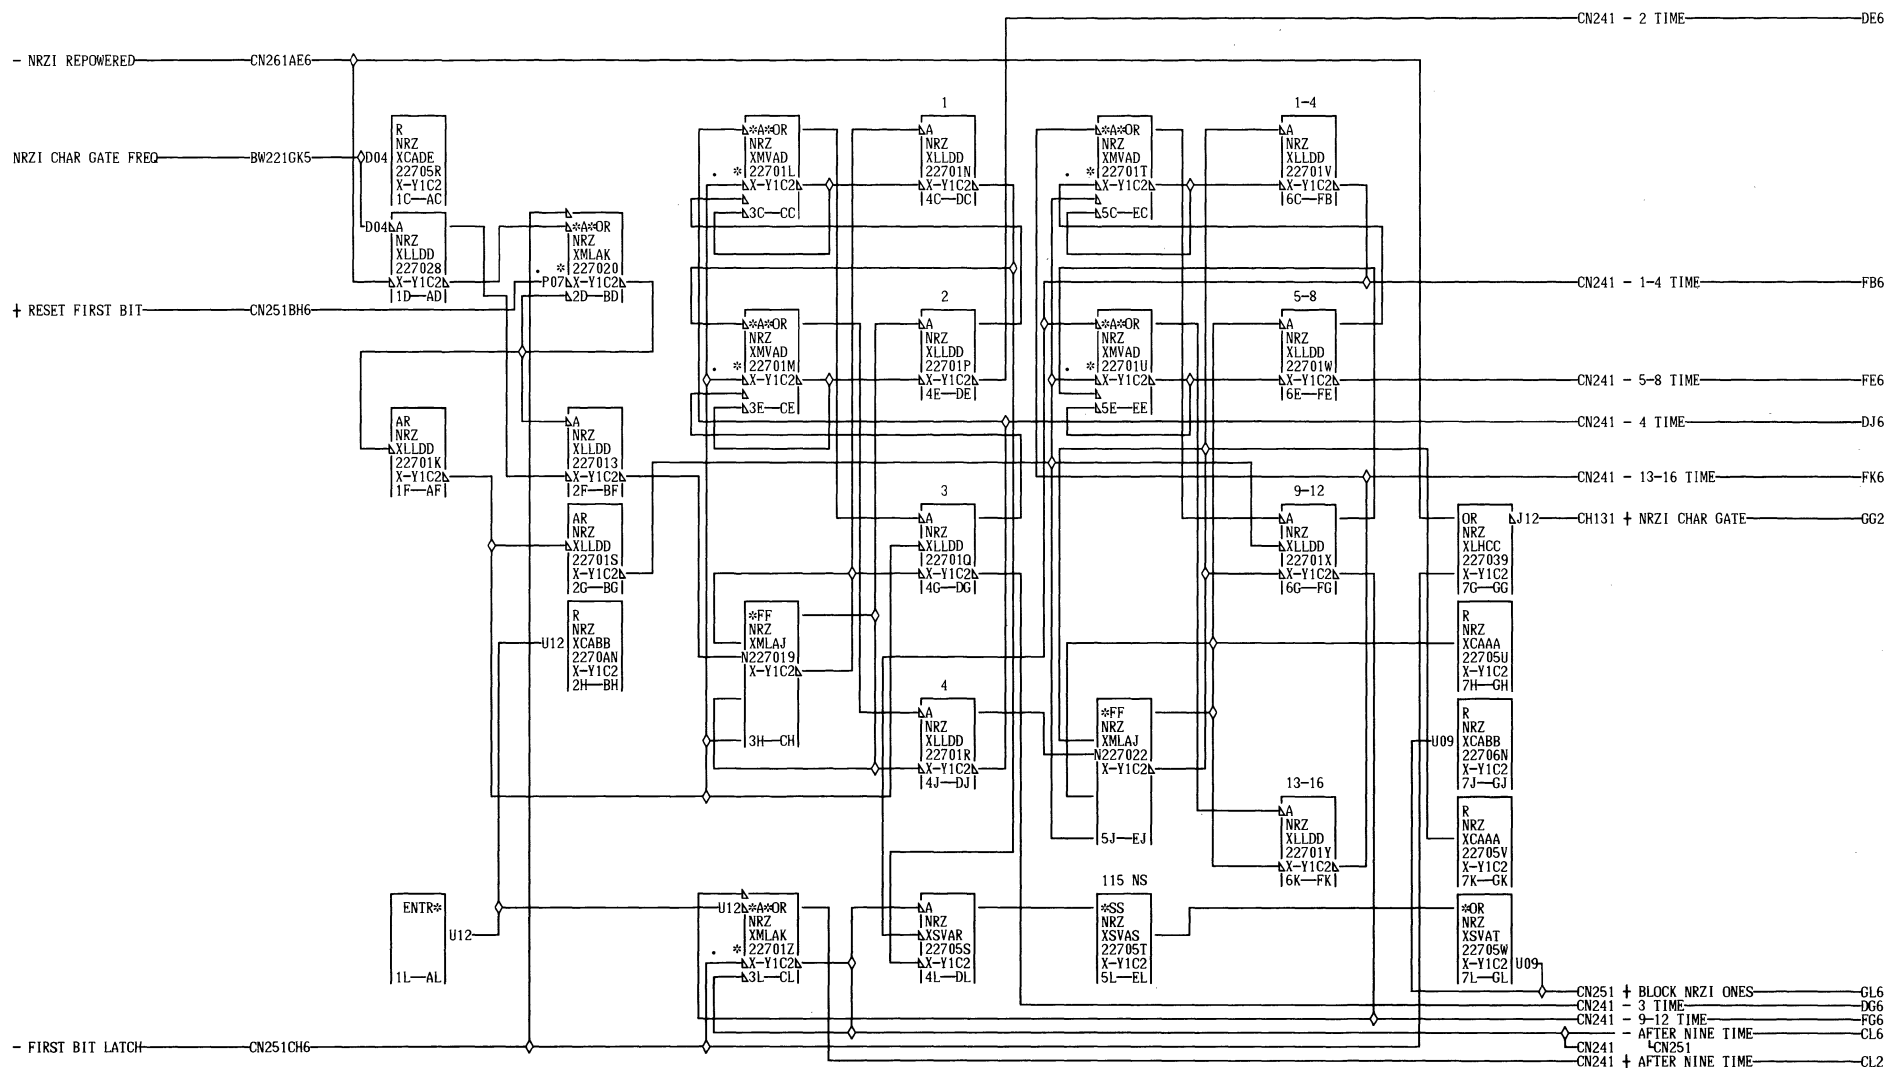 CN241 - 2 TIME DE6
- NRZI REPOWERED CN261AE6
NRZI CHAR GATE FREQ BW221GK5 D04
R
NRZ
XCADE
22705R
X-Y1C2
1C-AC
D04 A
NRZ
XLLDD
227028
X-Y1C2
1D-AD
*A*OR
NRZ
XMLAK
* 227020
P07 X-Y1C2
2D-BD
+ RESET FIRST BIT CN251BH6
AR
NRZ
XLLDD
22701K
X-Y1C2
1F-AF
A
NRZ
XLLDD
227013
X-Y1C2
2F-BF
AR
NRZ
XLLDD
22701S
X-Y1C2
2G-BG
R
NRZ
U12 XCABB
2270AN
X-Y1C2
2H-BH
ENTR*
U12
1L-AL
*A*OR
NRZ
XMVAD
* 22701L
X-Y1C2
3C-CC
*A*OR
NRZ
XMVAD
* 22701M
X-Y1C2
3E-CE
*FF
NRZ
XMLAJ
N227019
X-Y1C2
3H-CH
U12 *A*OR
NRZ
XMLAK
* 22701Z
X-Y1C2
3L-CL
1
A
NRZ
XLLDD
22701N
X-Y1C2
4C-DC
2
A
NRZ
XLLDD
22701P
X-Y1C2
4E-DE
3
A
NRZ
XLLDD
22701Q
X-Y1C2
4G-DG
4
A
NRZ
XLLDD
22701R
X-Y1C2
4J-DJ
A
NRZ
XSVAR
22705S
X-Y1C2
4L-DL
*A*OR
NRZ
XMVAD
* 22701T
X-Y1C2
5C-EC
*A*OR
NRZ
XMVAD
* 22701U
X-Y1C2
5E-EE
*FF
NRZ
XMLAJ
N227022
X-Y1C2
5J-EJ
115 NS
*SS
NRZ
XSVAS
22705T
X-Y1C2
5L-EL
1-4
A
NRZ
XLLDD
22701V
X-Y1C2
6C-FB
5-8
A
NRZ
XLLDD
22701W
X-Y1C2
6E-FE
9-12
A
NRZ
XLLDD
22701X
X-Y1C2
6G-FG
13-16
A
NRZ
XLLDD
22701Y
X-Y1C2
6K-FK
OR J12
NRZ
XLHCC
227039
X-Y1C2
7G-GG
R
NRZ
XCAAA
22705U
X-Y1C2
7H-GH
R
NRZ
U09 XCABB
22706N
X-Y1C2
7J-GJ
R
NRZ
XCAAA
22705V
X-Y1C2
7K-GK
*OR
NRZ
XSVAT
22705W
X-Y1C2 U09
7L-GL
CN241 - 1-4 TIME FB6
CN241 - 5-8 TIME FE6
CN241 - 4 TIME DJ6
CN241 - 13-16 TIME FK6
CH131 + NRZI CHAR GATE GG2
CN251 + BLOCK NRZI ONES GL6
CN241 - 3 TIME DG6
CN241 - 9-12 TIME FG6
- AFTER NINE TIME CL6
- FIRST BIT LATCH CN251CH6
CN241 CN251
CN241 + AFTER NINE TIME CL2